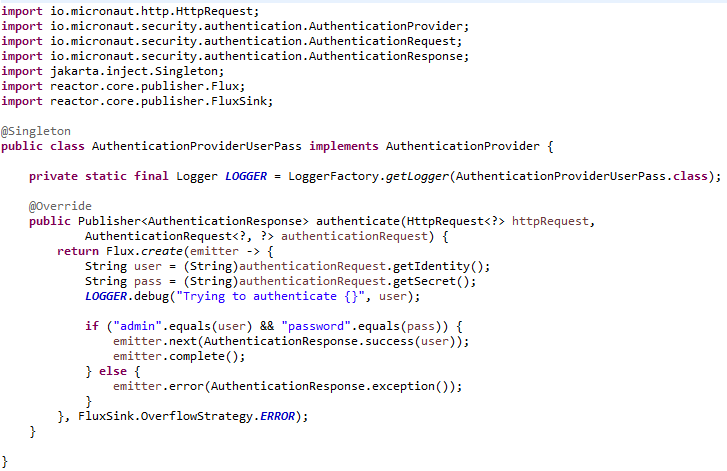 import io.micronaut.http.HttpRequest;
import io.micronaut.security.authentication.AuthenticationProvider;
import io.micronaut.security.authentication.AuthenticationRequest;
import io.micronaut.security.authentication.AuthenticationResponse;
import jakarta.inject.Singleton;
import reactor.core.publisher.Flux;
import reactor.core.publisher.FluxSink;

@Singleton
public class AuthenticationProviderUserPass implements AuthenticationProvider {

    private static final Logger LOGGER = LoggerFactory.getLogger(AuthenticationProviderUserPass.class);

    @Override
    public Publisher<AuthenticationResponse> authenticate(HttpRequest<?> httpRequest,
            AuthenticationRequest<?, ?> authenticationRequest) {
        return Flux.create(emitter -> {
            String user = (String)authenticationRequest.getIdentity();
            String pass = (String)authenticationRequest.getSecret();
            LOGGER.debug("Trying to authenticate {}", user);

            if ("admin".equals(user) && "password".equals(pass)) {
                emitter.next(AuthenticationResponse.success(user));
                emitter.complete();
            } else {
                emitter.error(AuthenticationResponse.exception());
            }
        }, FluxSink.OverflowStrategy.ERROR);
    }

}